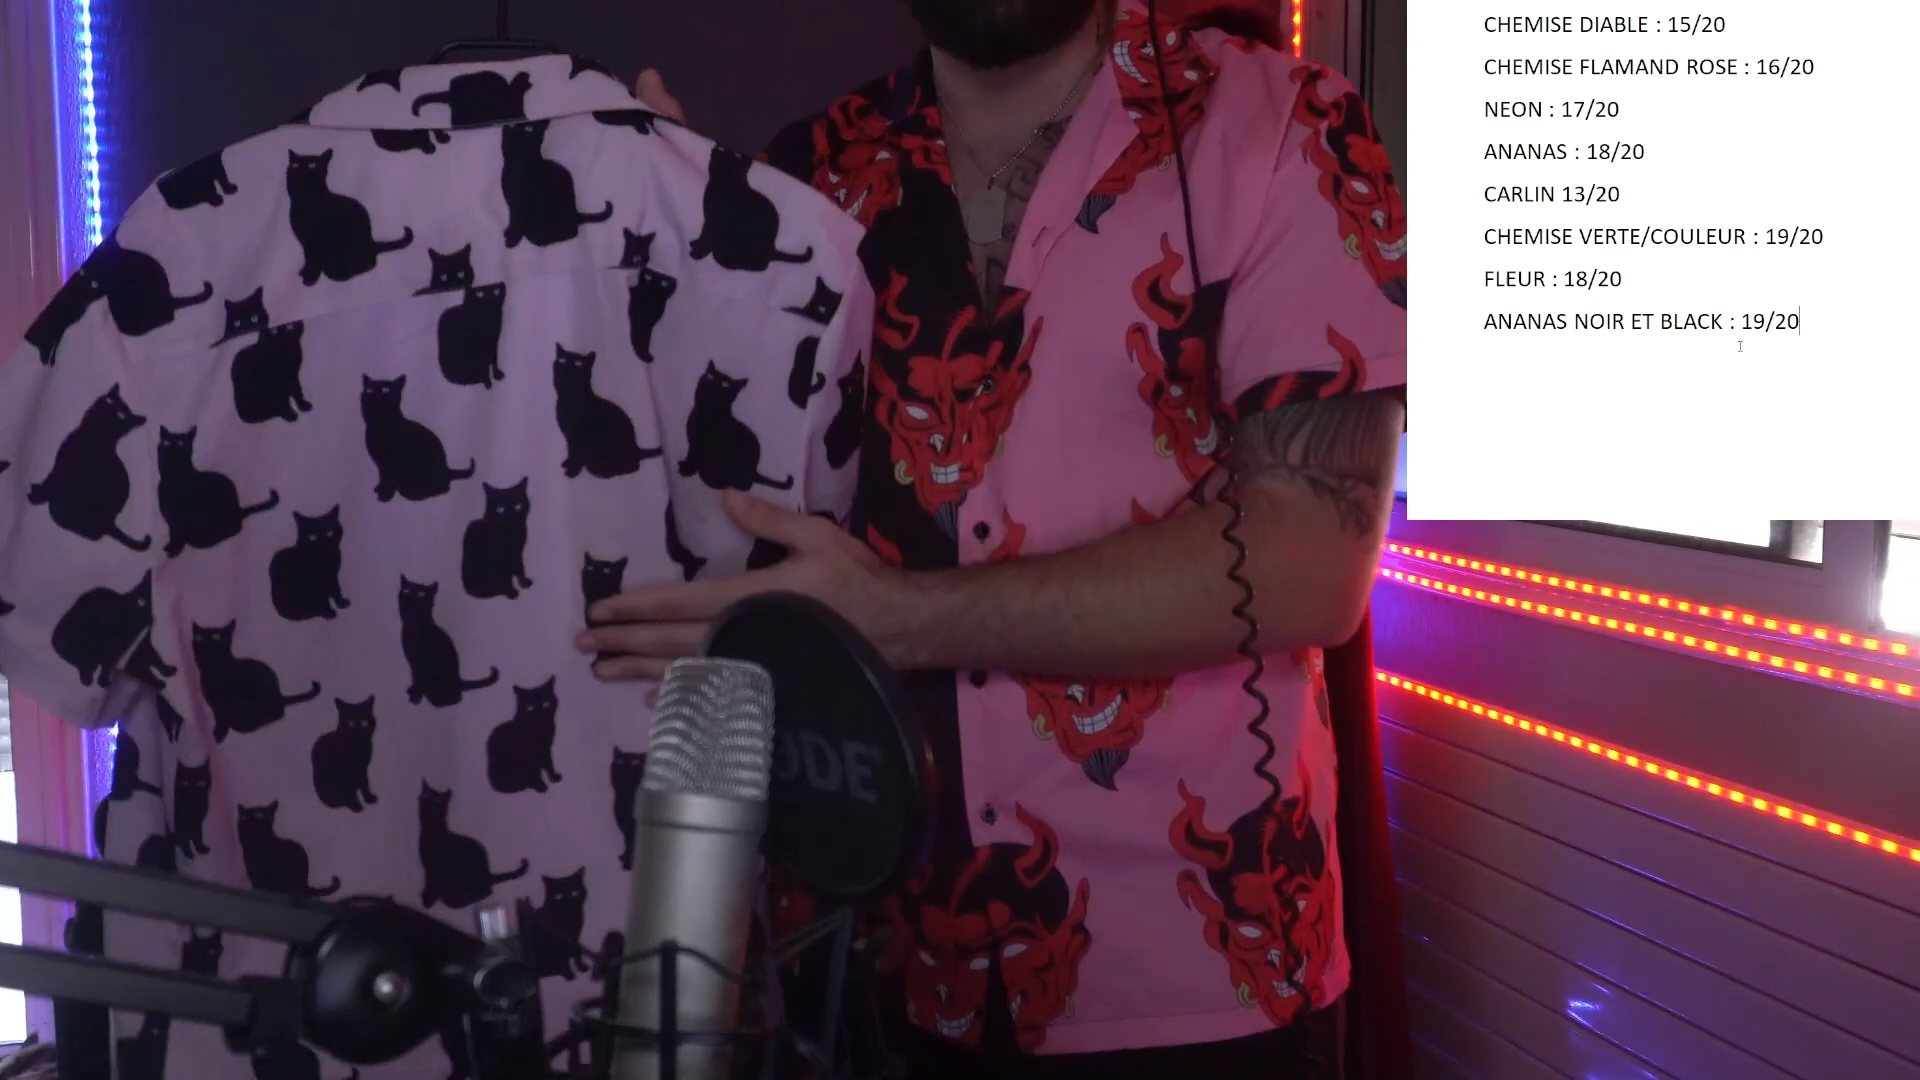 CHEMISE DIABLE : 15/20
CHEMISE FLAMAND ROSE : 16/20
NEON : 17/20
ANANAS : 18/20
CARLIN 13/20
CHEMISE VERTE/COULEUR : 19/20
FLEUR : 18/20
ANANAS NOIR ET BLACK : 19/20